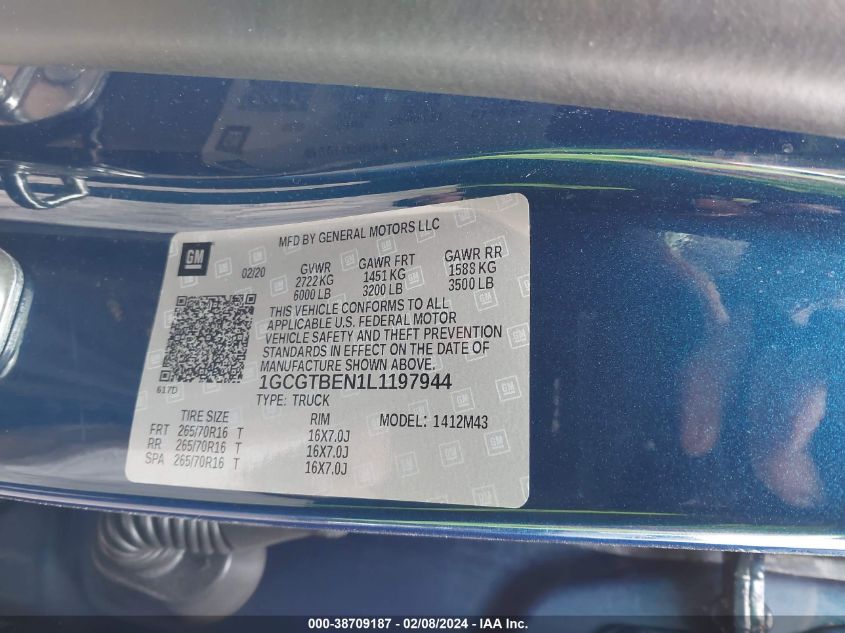 MFD BY GENERAL MOTORS LLC
GM
02/20
GVWR GAWR FRT GAWR RR
2722 KG 1451 KG 1588 KG
6000 LB 3200 LB 3500 LB
THIS VEHICLE CONFORMS TO ALL
APPLICABLE U.S. FEDERAL MOTOR
VEHICLE SAFETY AND THEFT PREVENTION
STANDARDS IN EFFECT ON THE DATE OF
MANUFACTURE SHOWN ABOVE.
617D
1GCGTBEN1L1197944
TYPE: TRUCK
TIRE SIZE RIM MODEL: 1412M43
FRT 265/70R16 T 16X7.0J
RR 265/70R16 T 16X7.0J
SPA 265/70R16 T 16X7.0J
000-38709187 - 02/08/2024 - IAA Inc.